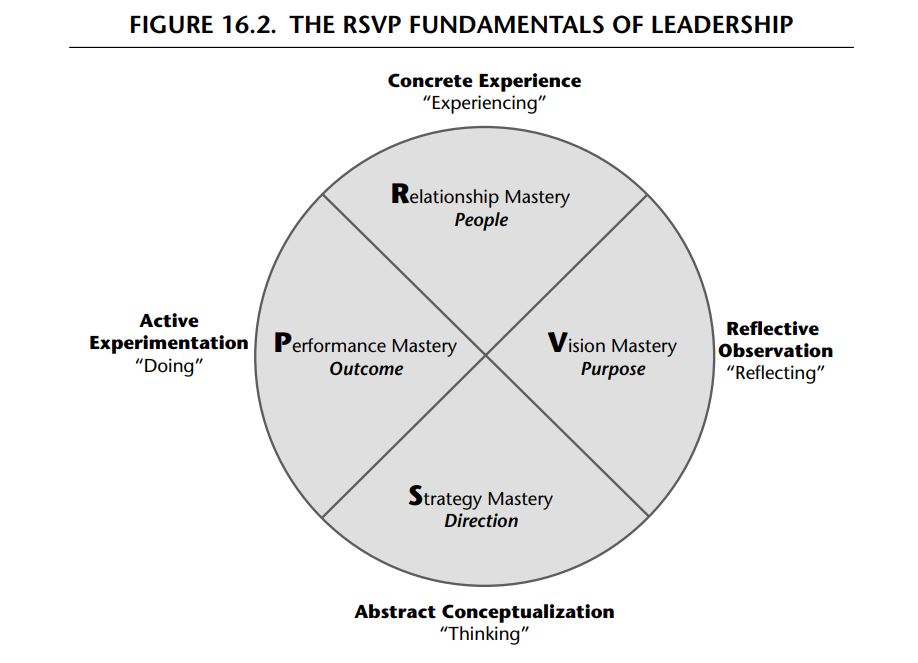 FIGURE 16.2. THE RSVP FUNDAMENTALS OF LEADERSHIP
Concrete Experience
“Experiencing”
Relationship Mastery
People
Active
Experimentation
“Doing”
Performance Mastery
Outcome
Vision Mastery
Purpose
Reflective
Observation
“Reflecting”
Strategy Mastery
Direction
Abstract Conceptualization
“Thinking”